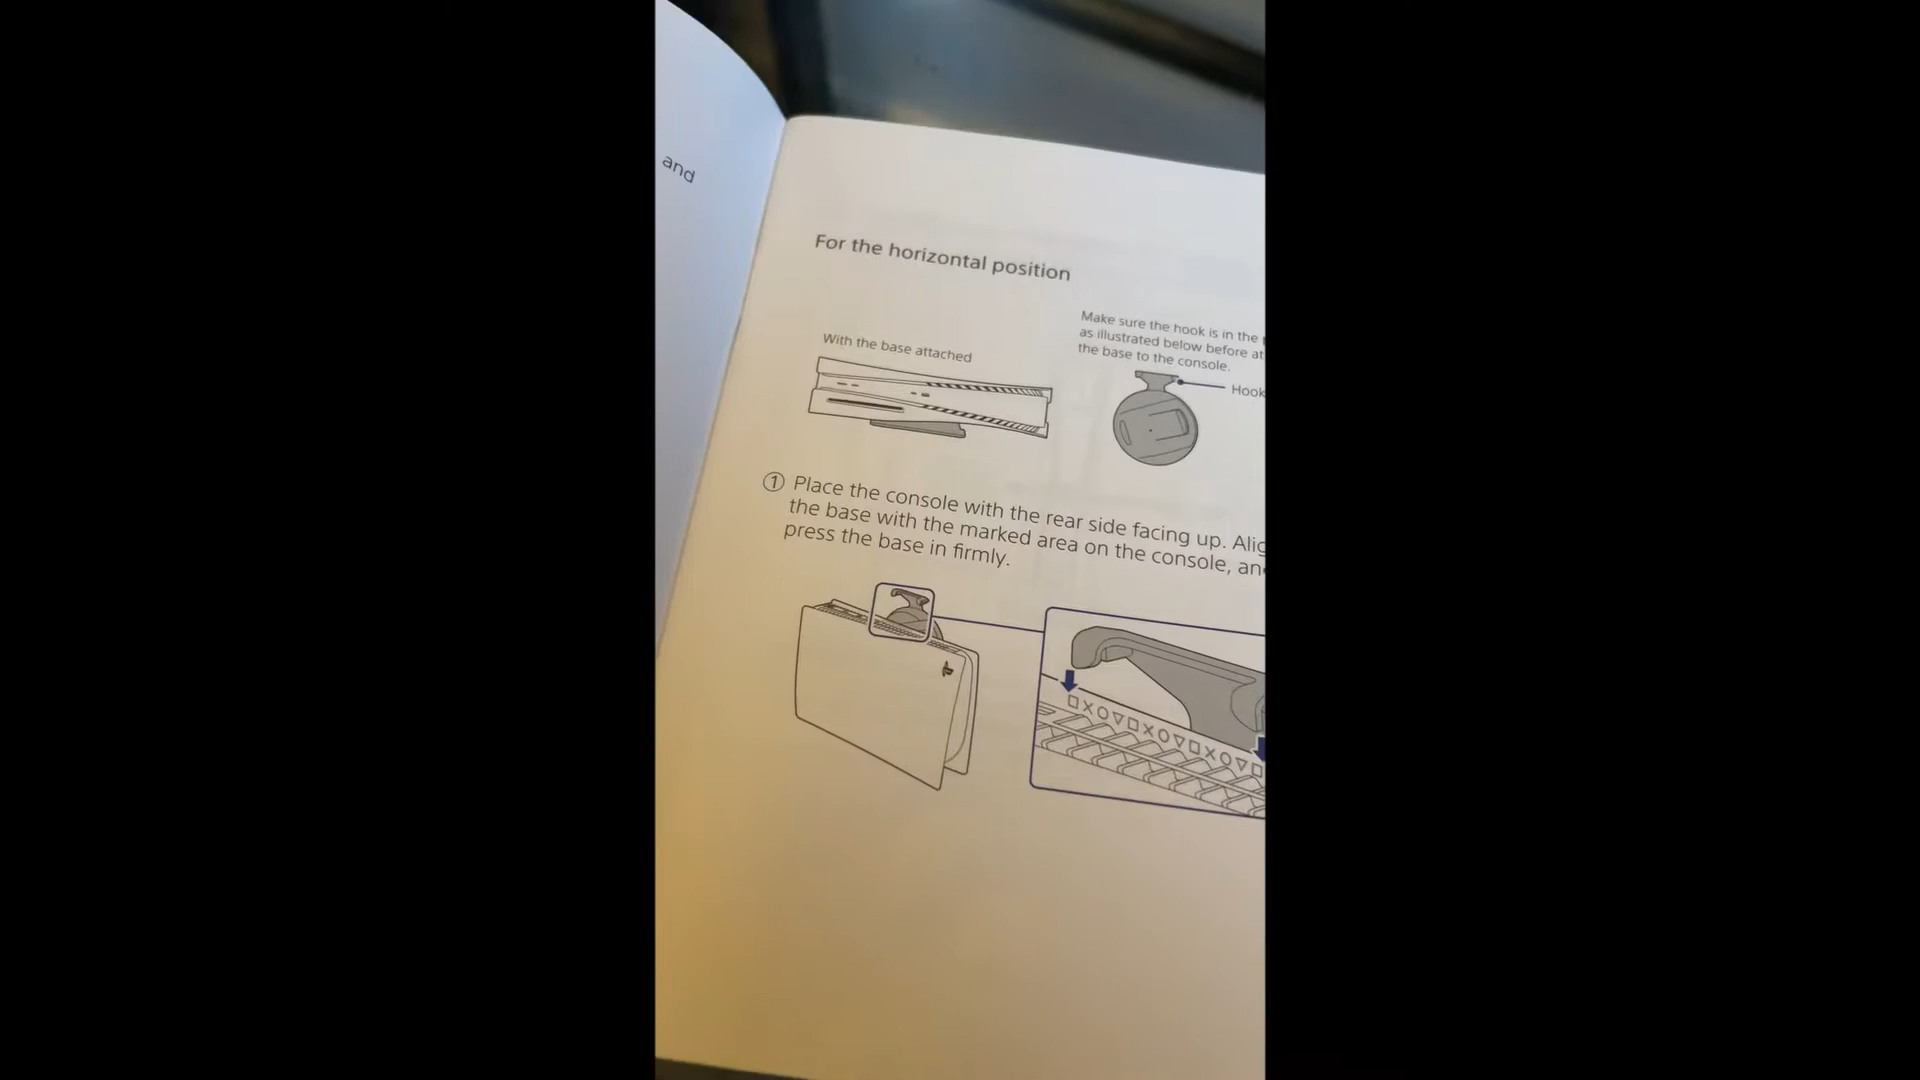 and
For the horizontal position
With the base attached
Make sure the hook is in the
as illustrated below before
the base to the console.
Hook
① Place the console with the rear side facing up.
the base with the marked area on the console,
press the base in firmly.